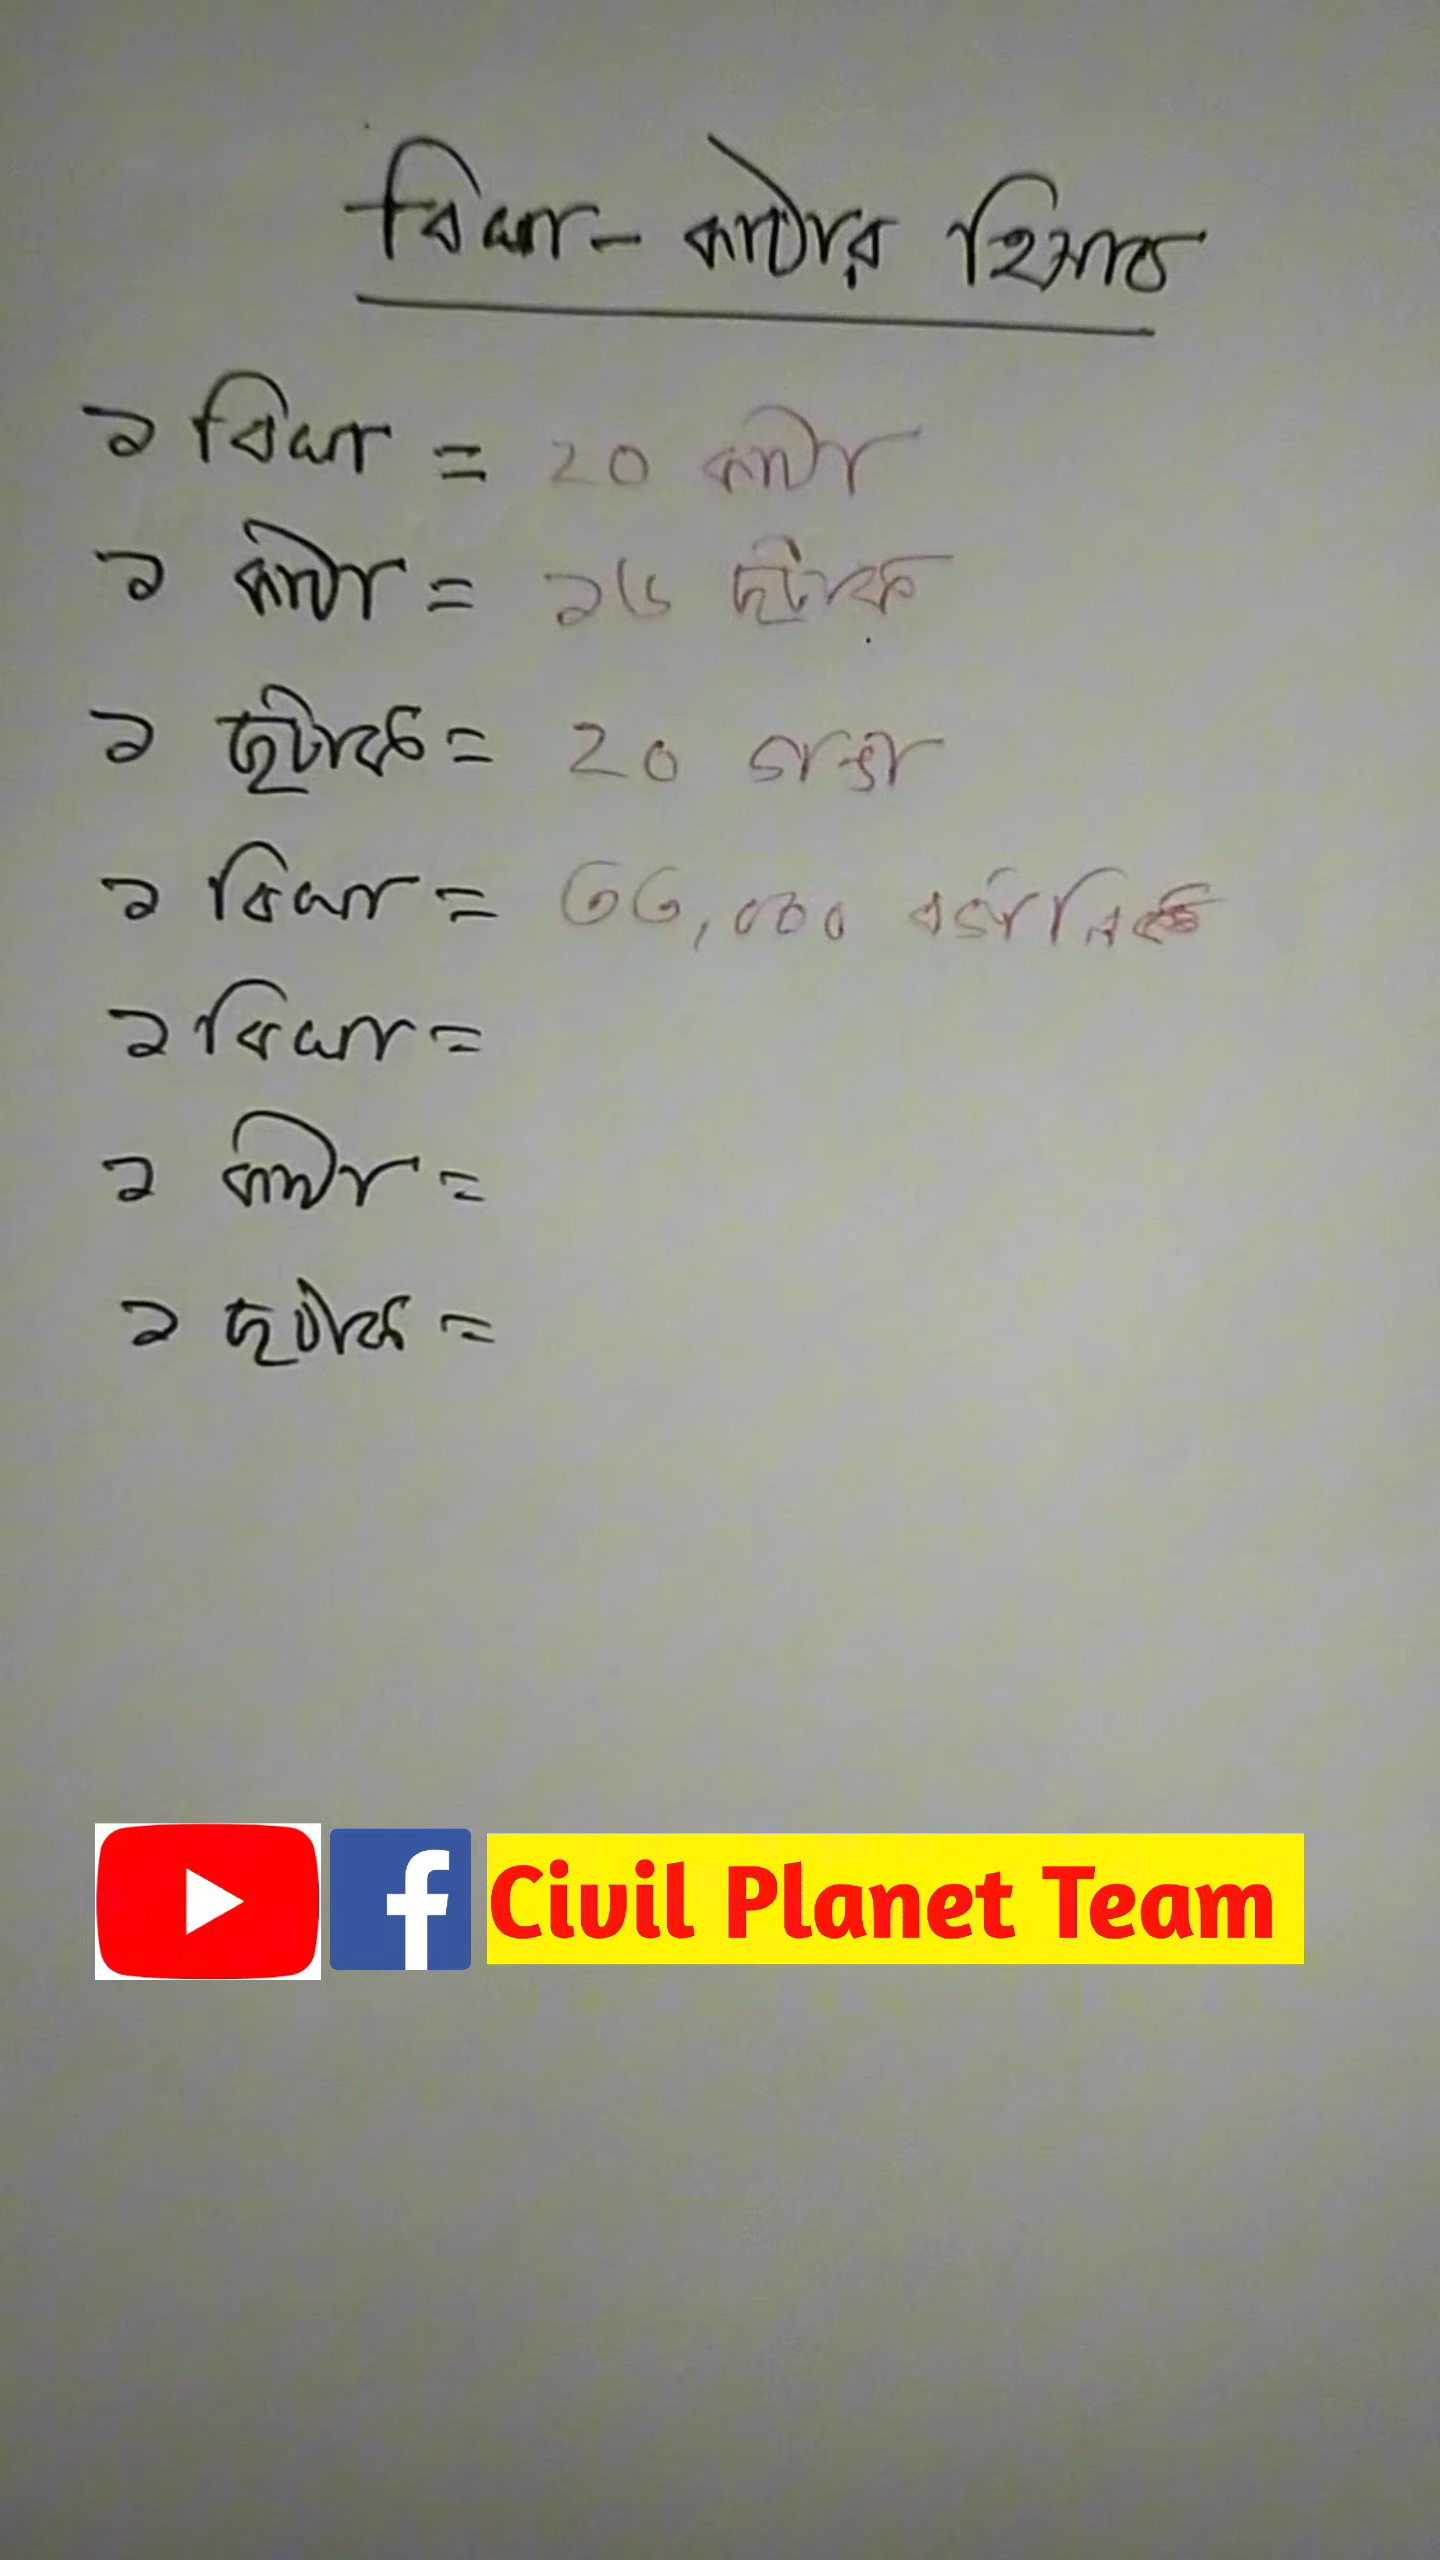 বিঘা - কাঠার হিসাব
১ বিঘা = 20 কাঠা
১ কাঠা = ১৬ ছটাক
১ ছটাক = 20 গন্ডা
১ বিঘা = ৩৩,০০০ বর্গলিংক
১ বিঘা =
১ কাঠা =
১ ছটাক =
Civil Planet Team